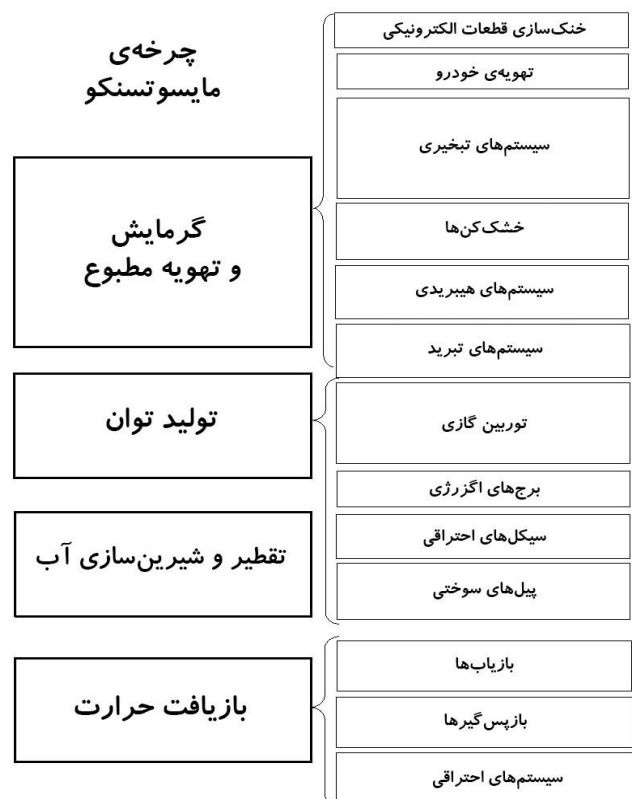 چرخه‌ی
مایسوتسنکو
گرمایش
و تهویه مطبوع
خنک‌سازی قطعات الکترونیکی
تهویه‌ی خودرو
سیستم‌های تبخیری
خشک‌کن‌ها
سیستم‌های هیبریدی
سیستم‌های تبرید
تولید توان
توربین گازی
برج‌های اگزرژی
سیکل‌های احتراقی
پیل‌های سوختی
تقطیر و شیرین‌سازی آب
بازیافت حرارت
بازیاب‌ها
بازپس‌گیرها
سیستم‌های احتراقی